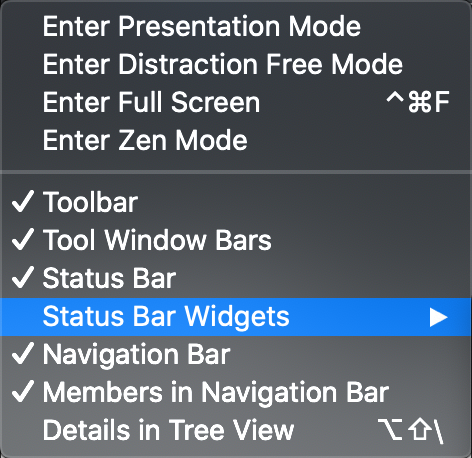 Enter Presentation Mode
Enter Distraction Free Mode
Enter Full Screen ^⌘F
Enter Zen Mode
✓ Toolbar
✓ Tool Window Bars
✓ Status Bar
Status Bar Widgets ▶
✓ Navigation Bar
✓ Members in Navigation Bar
Details in Tree View ⌥⇧\